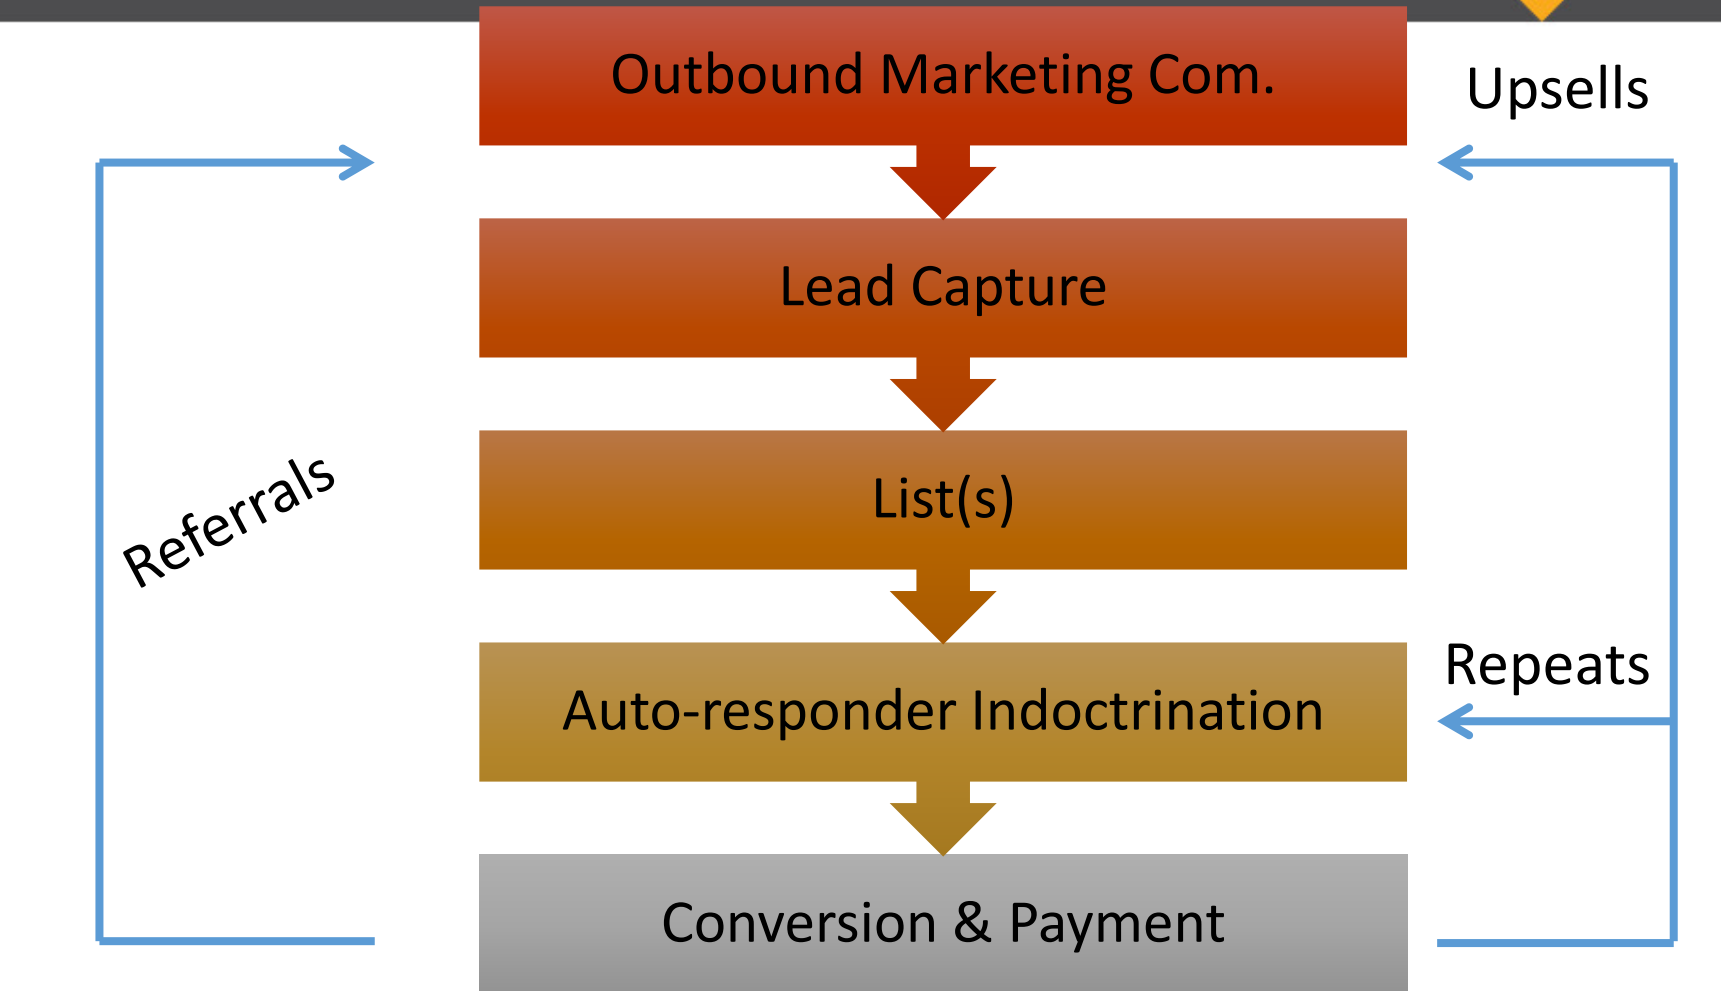 Outbound Marketing Com.
Upsells
Lead Capture
Referrals
List(s)
Repeats
Auto-responder Indoctrination
Conversion & Payment